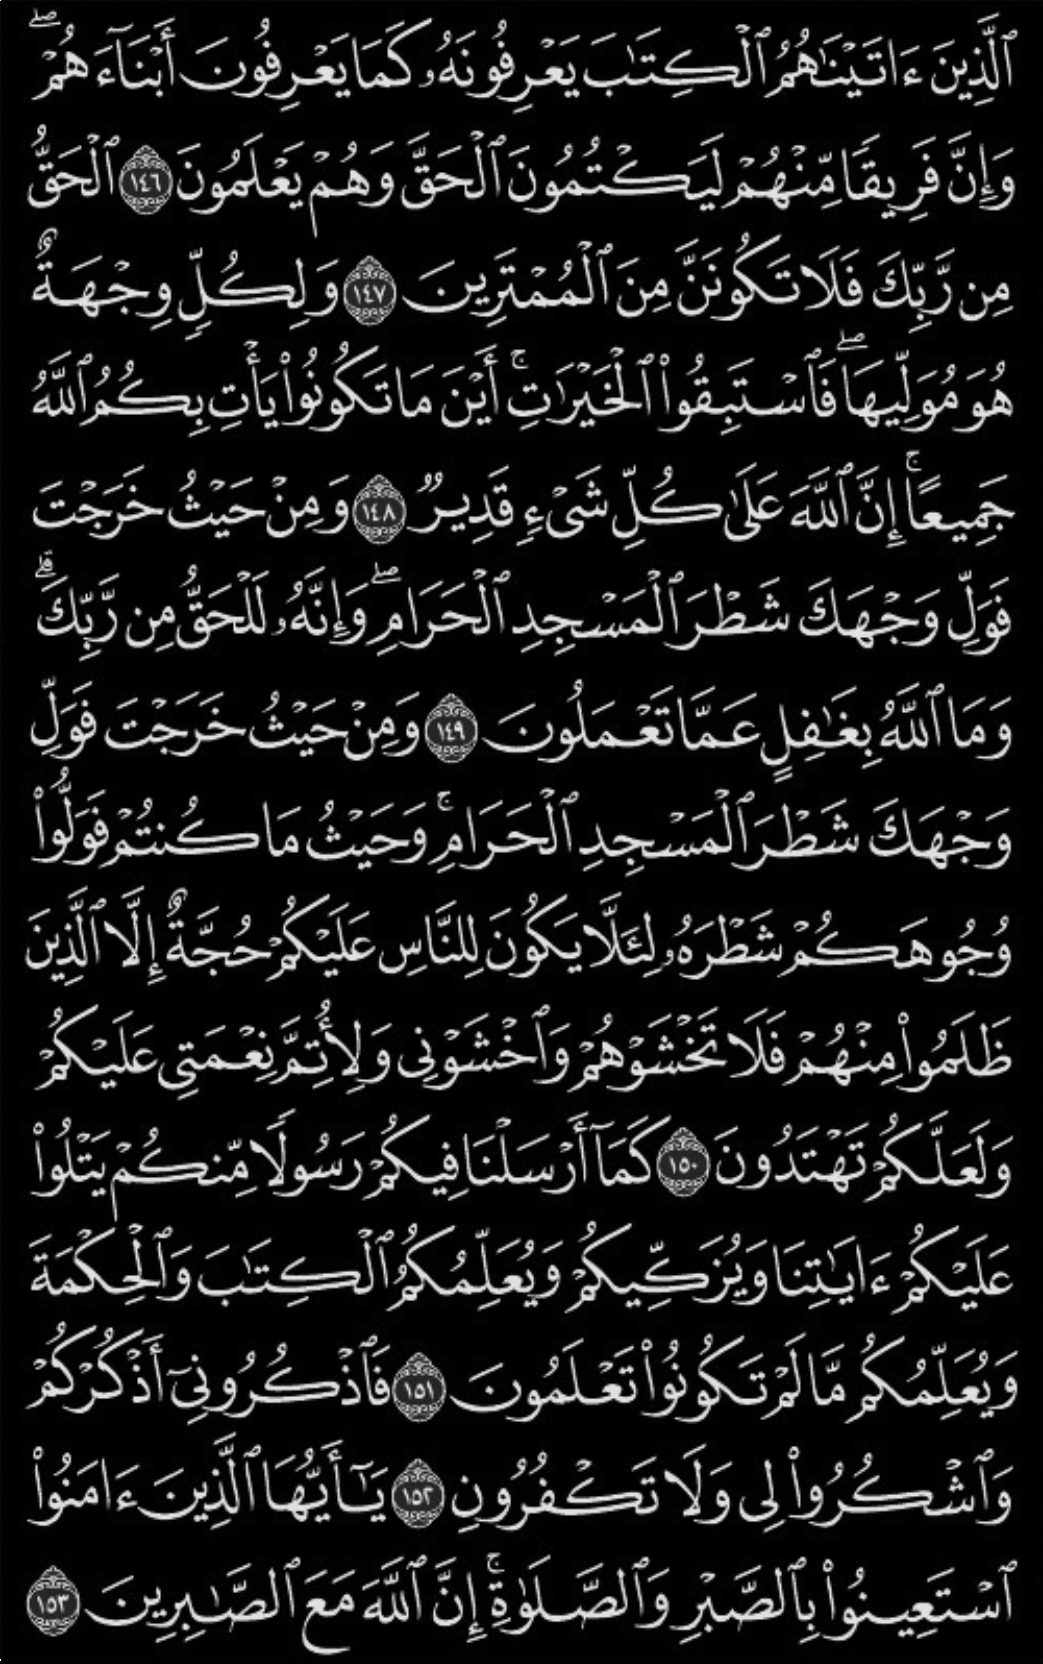 ٱلَّذِينَ ءَاتَيْنَٰهُمُ ٱلْكِتَٰبَ يَعْرِفُونَهُۥ كَمَا يَعْرِفُونَ أَبْنَآءَهُمْ ۖ
وَإِنَّ فَرِيقًا مِّنْهُمْ لَيَكْتُمُونَ ٱلْحَقَّ وَهُمْ يَعْلَمُونَ ١٤٦ ٱلْحَقُّ
مِن رَّبِّكَ فَلَا تَكُونَنَّ مِنَ ٱلْمُمْتَرِينَ ١٤٧ وَلِكُلٍّ وِجْهَةٌ
هُوَ مُوَلِّيهَا ۖ فَٱسْتَبِقُوا۟ ٱلْخَيْرَٰتِ ۚ أَيْنَ مَا تَكُونُوا۟ يَأْتِ بِكُمُ ٱللَّهُ
جَمِيعًا ۚ إِنَّ ٱللَّهَ عَلَىٰ كُلِّ شَىْءٍ قَدِيرٌ ١٤٨ وَمِنْ حَيْثُ خَرَجْتَ
فَوَلِّ وَجْهَكَ شَطْرَ ٱلْمَسْجِدِ ٱلْحَرَامِ ۖ وَإِنَّهُۥ لَلْحَقُّ مِن رَّبِّكَ ۗ
وَمَا ٱللَّهُ بِغَٰفِلٍ عَمَّا تَعْمَلُونَ ١٤٩ وَمِنْ حَيْثُ خَرَجْتَ فَوَلِّ
وَجْهَكَ شَطْرَ ٱلْمَسْجِدِ ٱلْحَرَامِ ۚ وَحَيْثُ مَا كُنتُمْ فَوَلُّوا۟
وُجُوهَكُمْ شَطْرَهُۥ لِئَلَّا يَكُونَ لِلنَّاسِ عَلَيْكُمْ حُجَّةٌ إِلَّا ٱلَّذِينَ
ظَلَمُوا۟ مِنْهُمْ فَلَا تَخْشَوْهُمْ وَٱخْشَوْنِى وَلِأُتِمَّ نِعْمَتِى عَلَيْكُمْ
وَلَعَلَّكُمْ تَهْتَدُونَ ١٥٠ كَمَآ أَرْسَلْنَا فِيكُمْ رَسُولًا مِّنكُمْ يَتْلُوا۟
عَلَيْكُمْ ءَايَٰتِنَا وَيُزَكِّيكُمْ وَيُعَلِّمُكُمُ ٱلْكِتَٰبَ وَٱلْحِكْمَةَ
وَيُعَلِّمُكُم مَّا لَمْ تَكُونُوا۟ تَعْلَمُونَ ١٥١ فَٱذْكُرُونِىٓ أَذْكُرْكُمْ
وَٱشْكُرُوا۟ لِى وَلَا تَكْفُرُونِ ١٥٢ يَٰٓأَيُّهَا ٱلَّذِينَ ءَامَنُوا۟
ٱسْتَعِينُوا۟ بِٱلصَّبْرِ وَٱلصَّلَوٰةِ ۚ إِنَّ ٱللَّهَ مَعَ ٱلصَّٰبِرِينَ ١٥٣